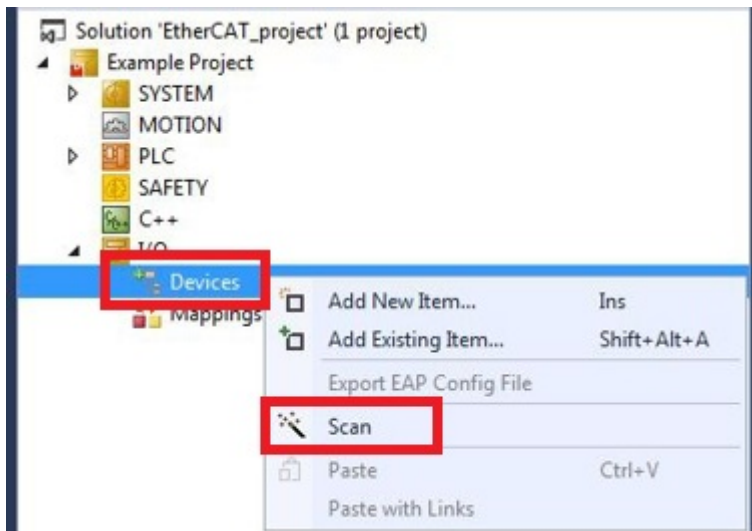 Solution 'EtherCAT_project' (1 project)
Example Project
SYSTEM
MOTION
PLC
SAFETY
C++
I/O
Devices
Mappings
Add New Item... Ins
Add Existing Item... Shift+Alt+A
Export EAP Config File
Scan
Paste Ctrl+V
Paste with Links